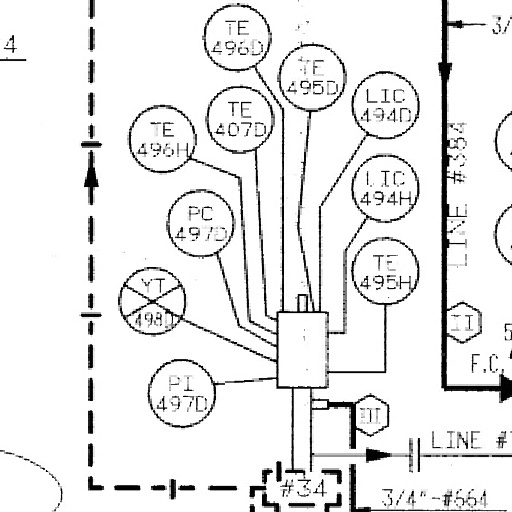 4
TE
496D
TE
495D
TE
407D
LIC
494D
TE
496H
LIC
494H
PC
497D
TE
495H
YT
498D
PI
497D
3/
LINE #384
II
F.C.
III
LINE #
#34
3/4"-#664